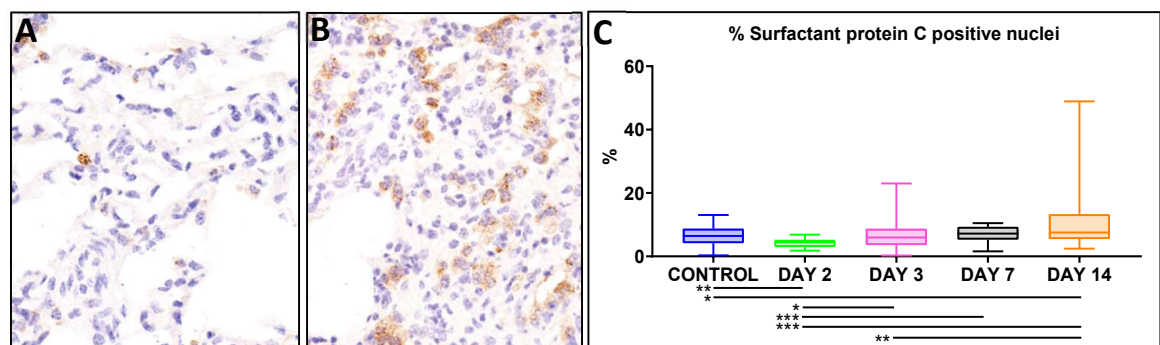 A
B
C
% Surfactant protein C positive nuclei
60
40
20
0
%
CONTROL DAY 2 DAY 3 DAY 7 DAY 14
**
*
*
***
***
**